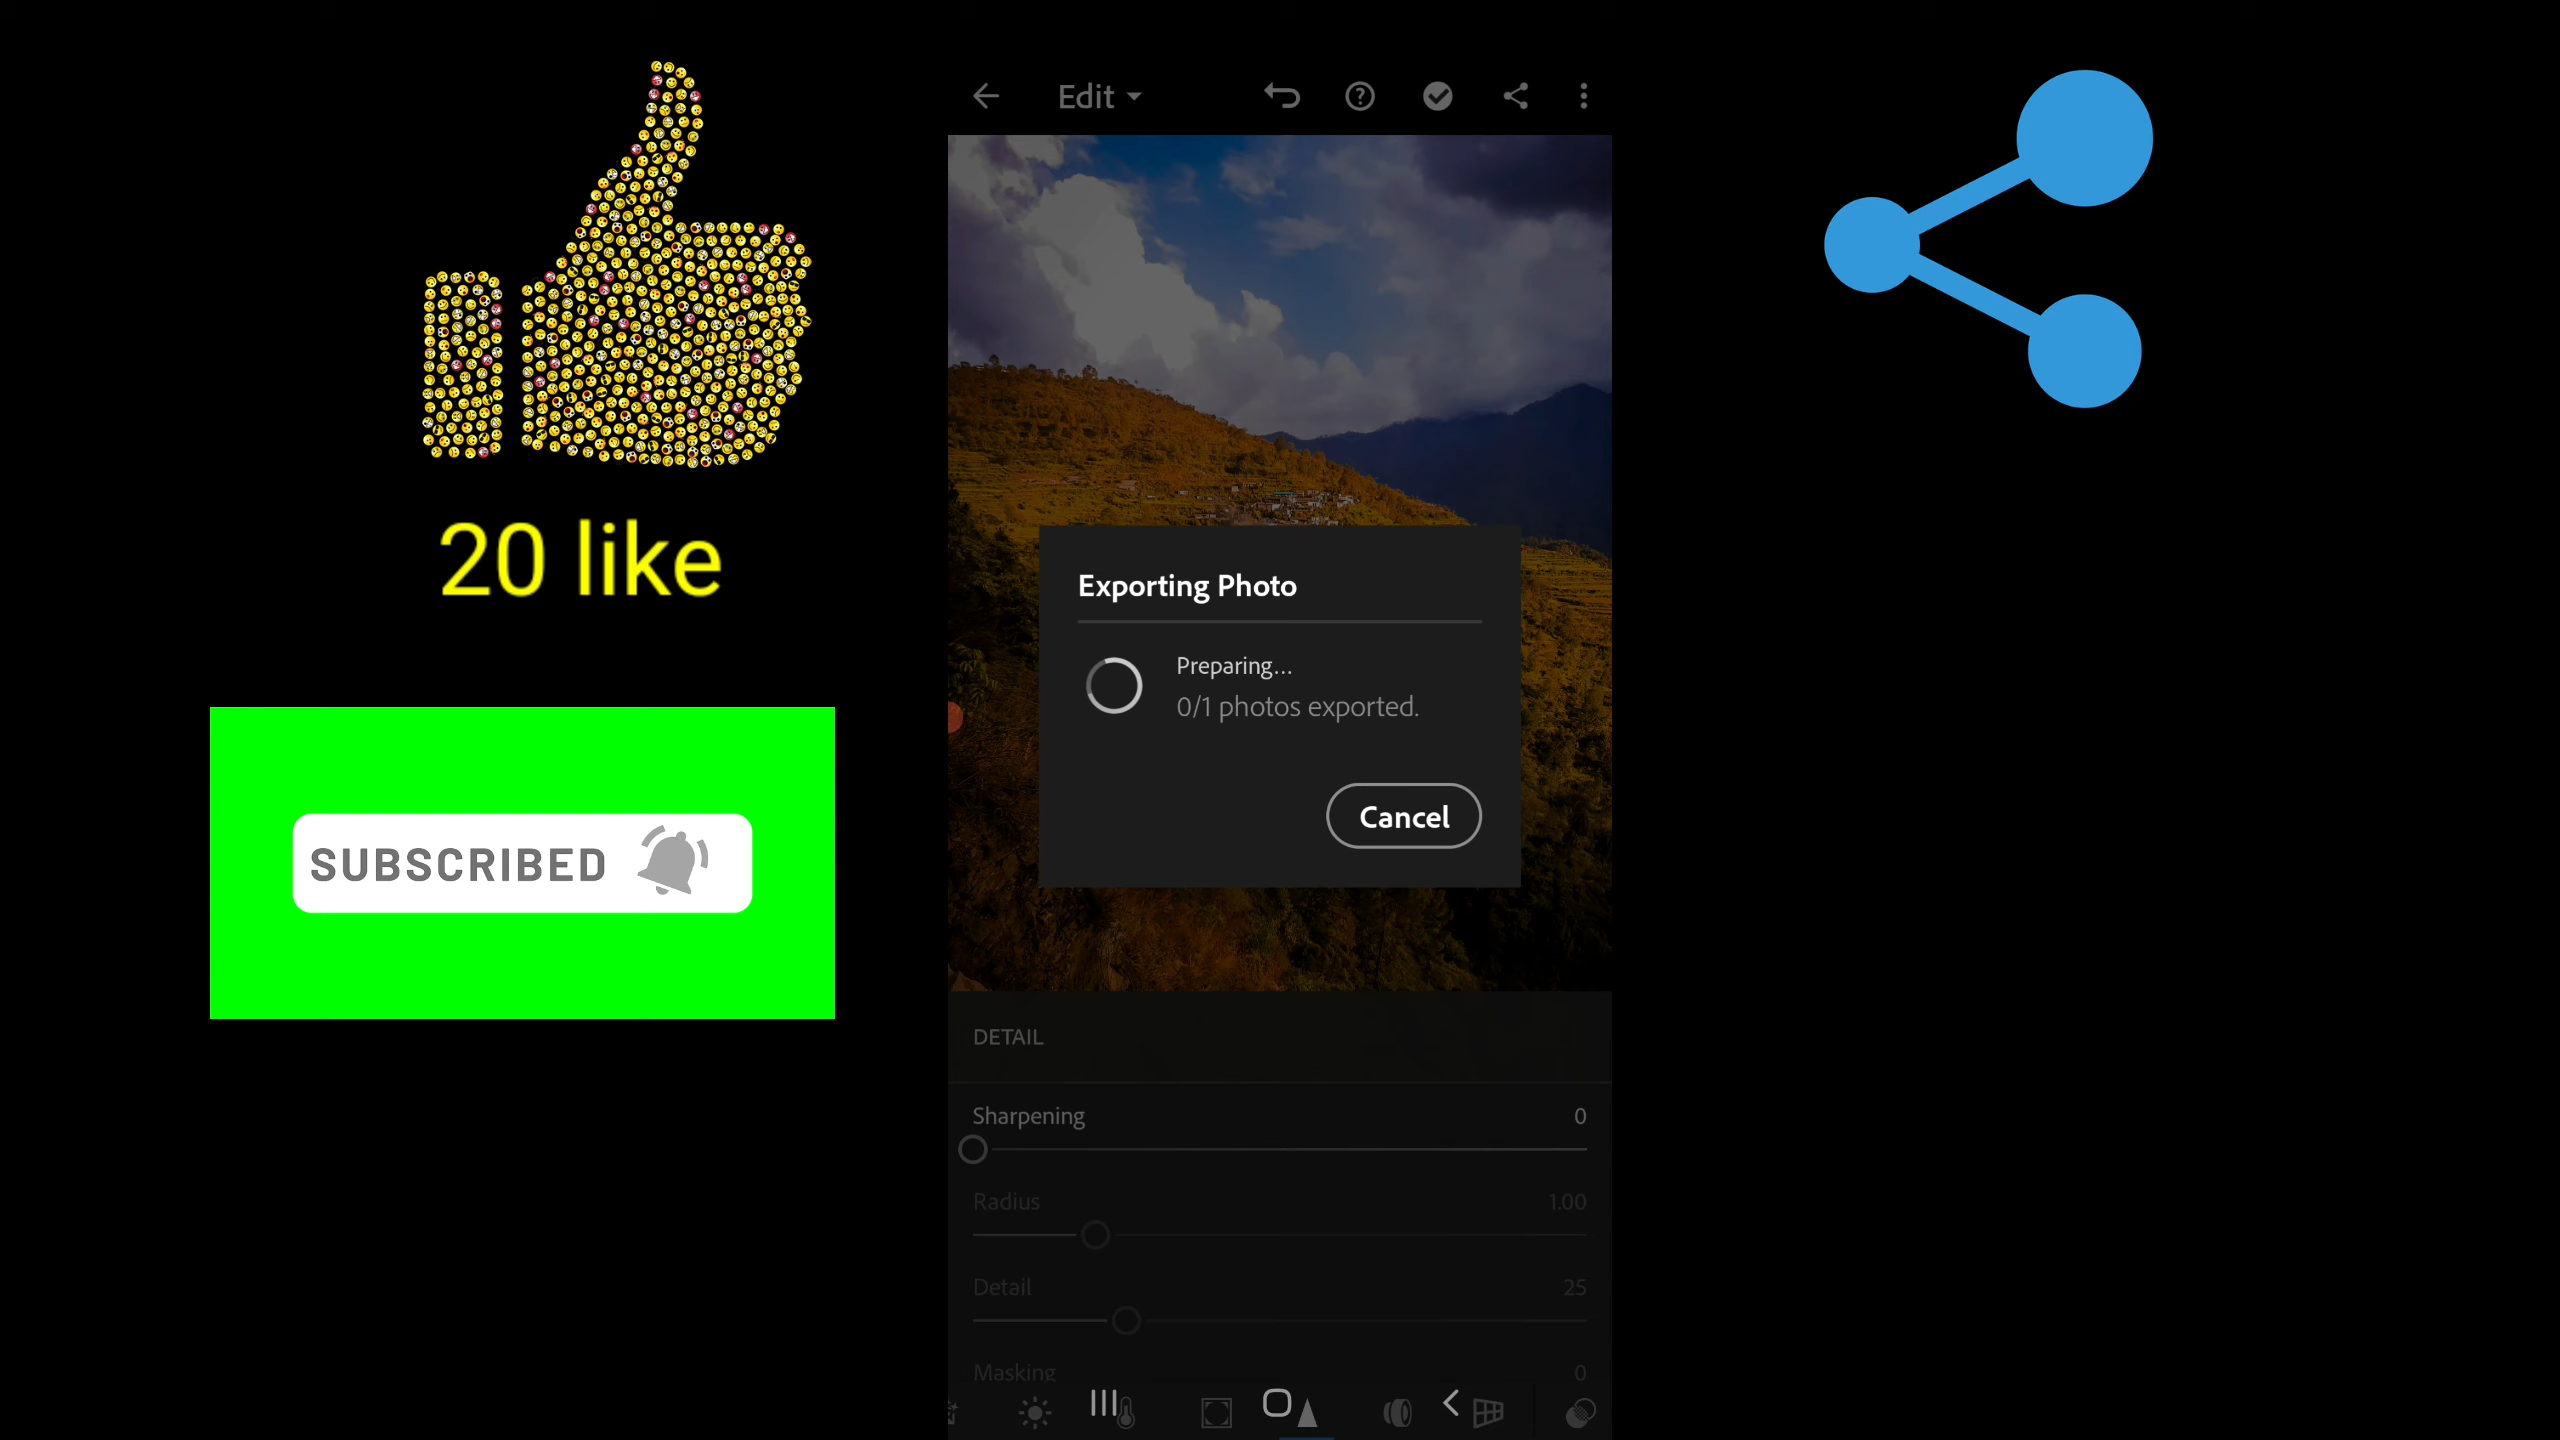 Edit
20 like
Exporting Photo
Preparing...
0/1 photos exported.
Cancel
SUBSCRIBED
DETAIL
Sharpening 0
Radius 1.00
Detail 25
Masking 0